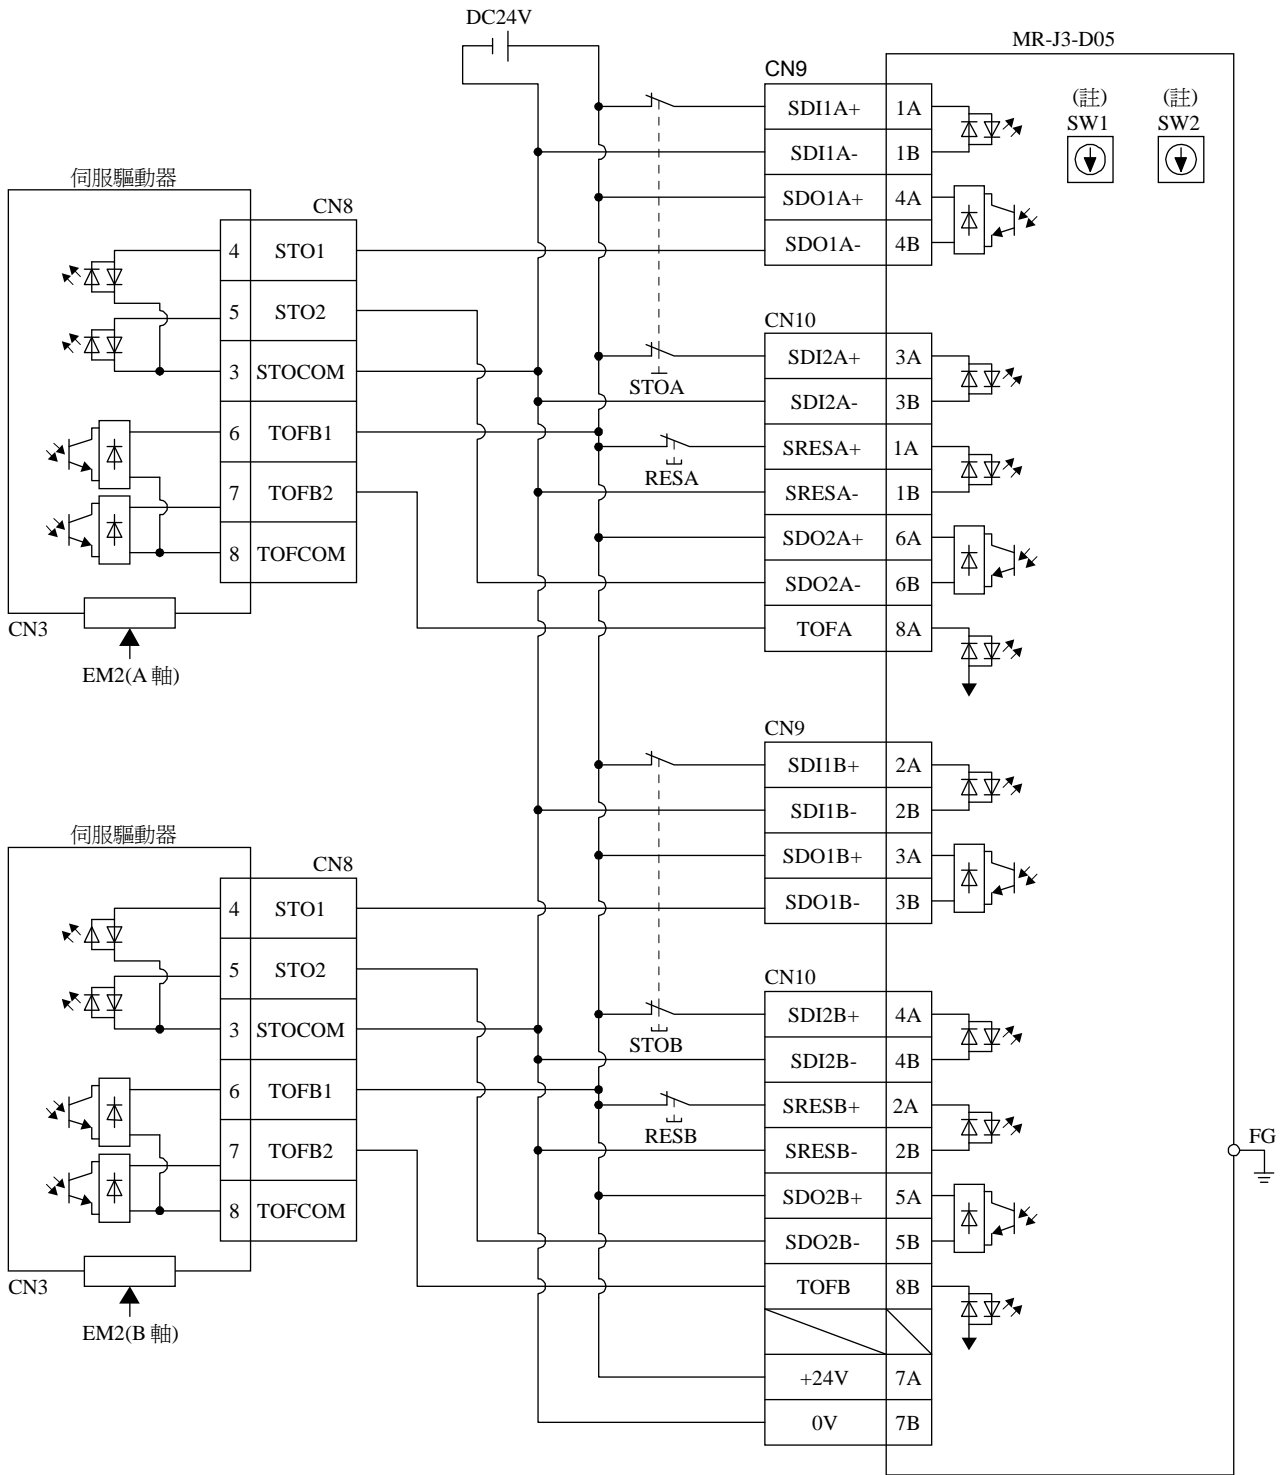 DC24V
MR-J3-D05
CN9
SDI1A+ 1A
SDI1A- 1B
SDO1A+ 4A
SDO1A- 4B
(註) (註)
SW1 SW2
伺服驅動器
CN8
4 STO1
5 STO2
3 STOCOM
6 TOFB1
7 TOFB2
8 TOFCOM
CN3
EM2(A 軸)
STOA
RESA
CN10
SDI2A+ 3A
SDI2A- 3B
SRESA+ 1A
SRESA- 1B
SDO2A+ 6A
SDO2A- 6B
TOFA 8A
CN9
SDI1B+ 2A
SDI1B- 2B
SDO1B+ 3A
SDO1B- 3B
伺服驅動器
CN8
4 STO1
5 STO2
3 STOCOM
6 TOFB1
7 TOFB2
8 TOFCOM
CN3
EM2(B 軸)
STOB
RESB
CN10
SDI2B+ 4A
SDI2B- 4B
SRESB+ 2A
SRESB- 2B
SDO2B+ 5A
SDO2B- 5B
TOFB 8B
+24V 7A
0V 7B
FG